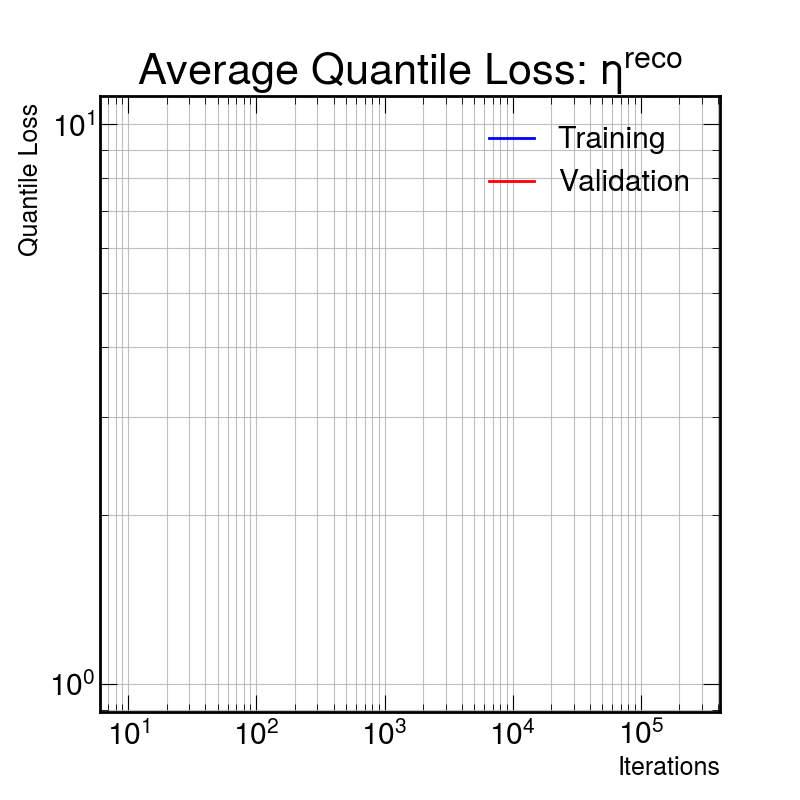 Average Quantile Loss: η^reco
Quantile Loss
10^1
Training
Validation
10^0
10^1 10^2 10^3 10^4 10^5
Iterations